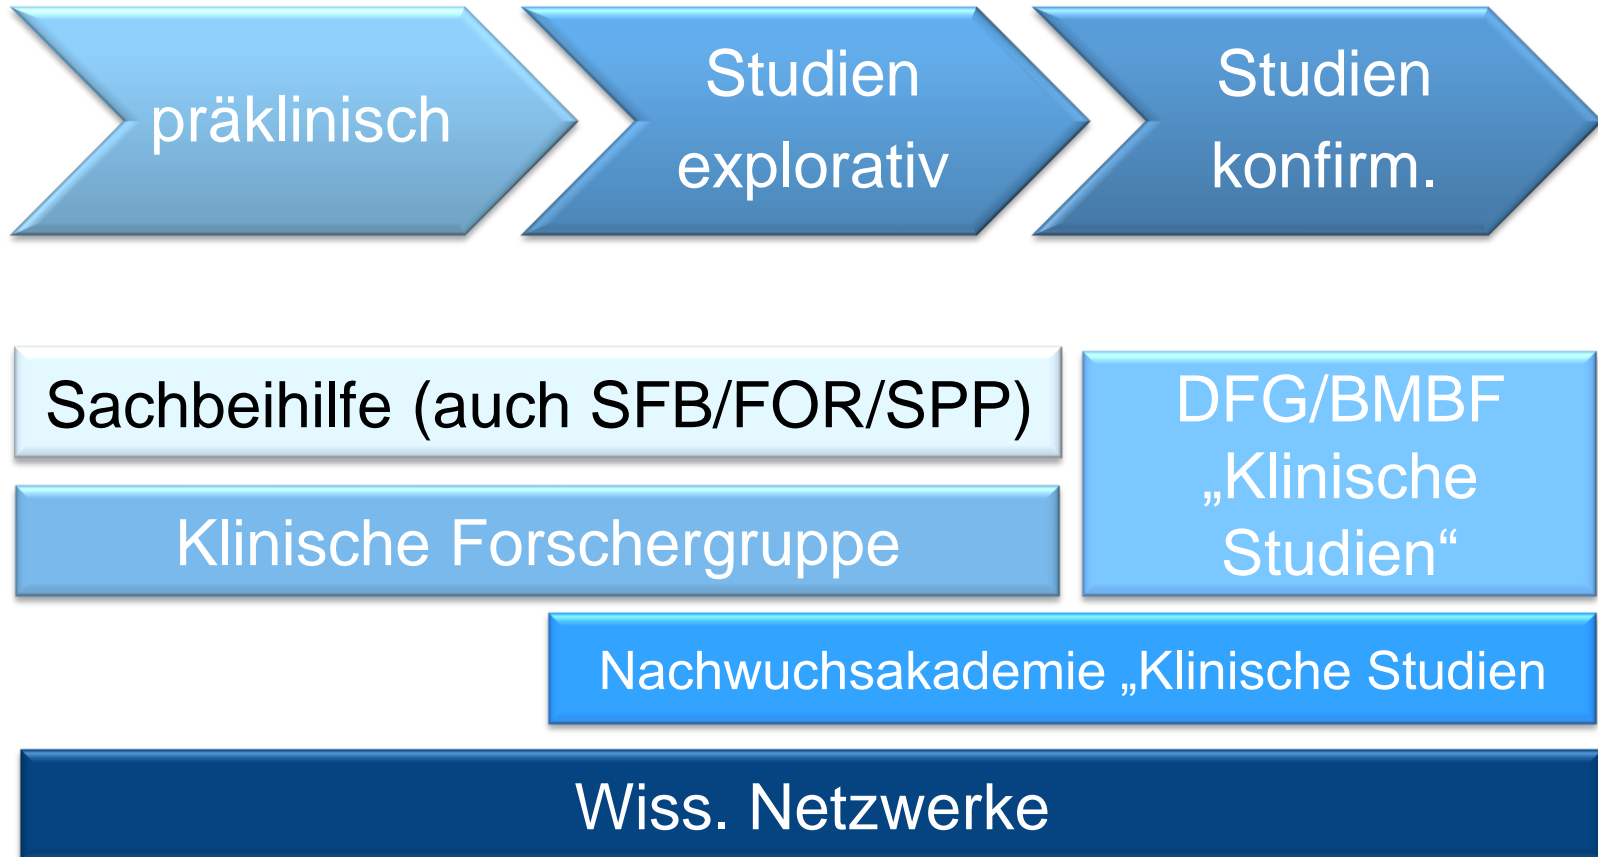 präklinisch
Studien
explorativ
Studien
konfirm.
Sachbeihilfe (auch SFB/FOR/SPP)
DFG/BMBF
„Klinische
Studien“
Klinische Forschergruppe
Nachwuchsakademie „Klinische Studien
Wiss. Netzwerke